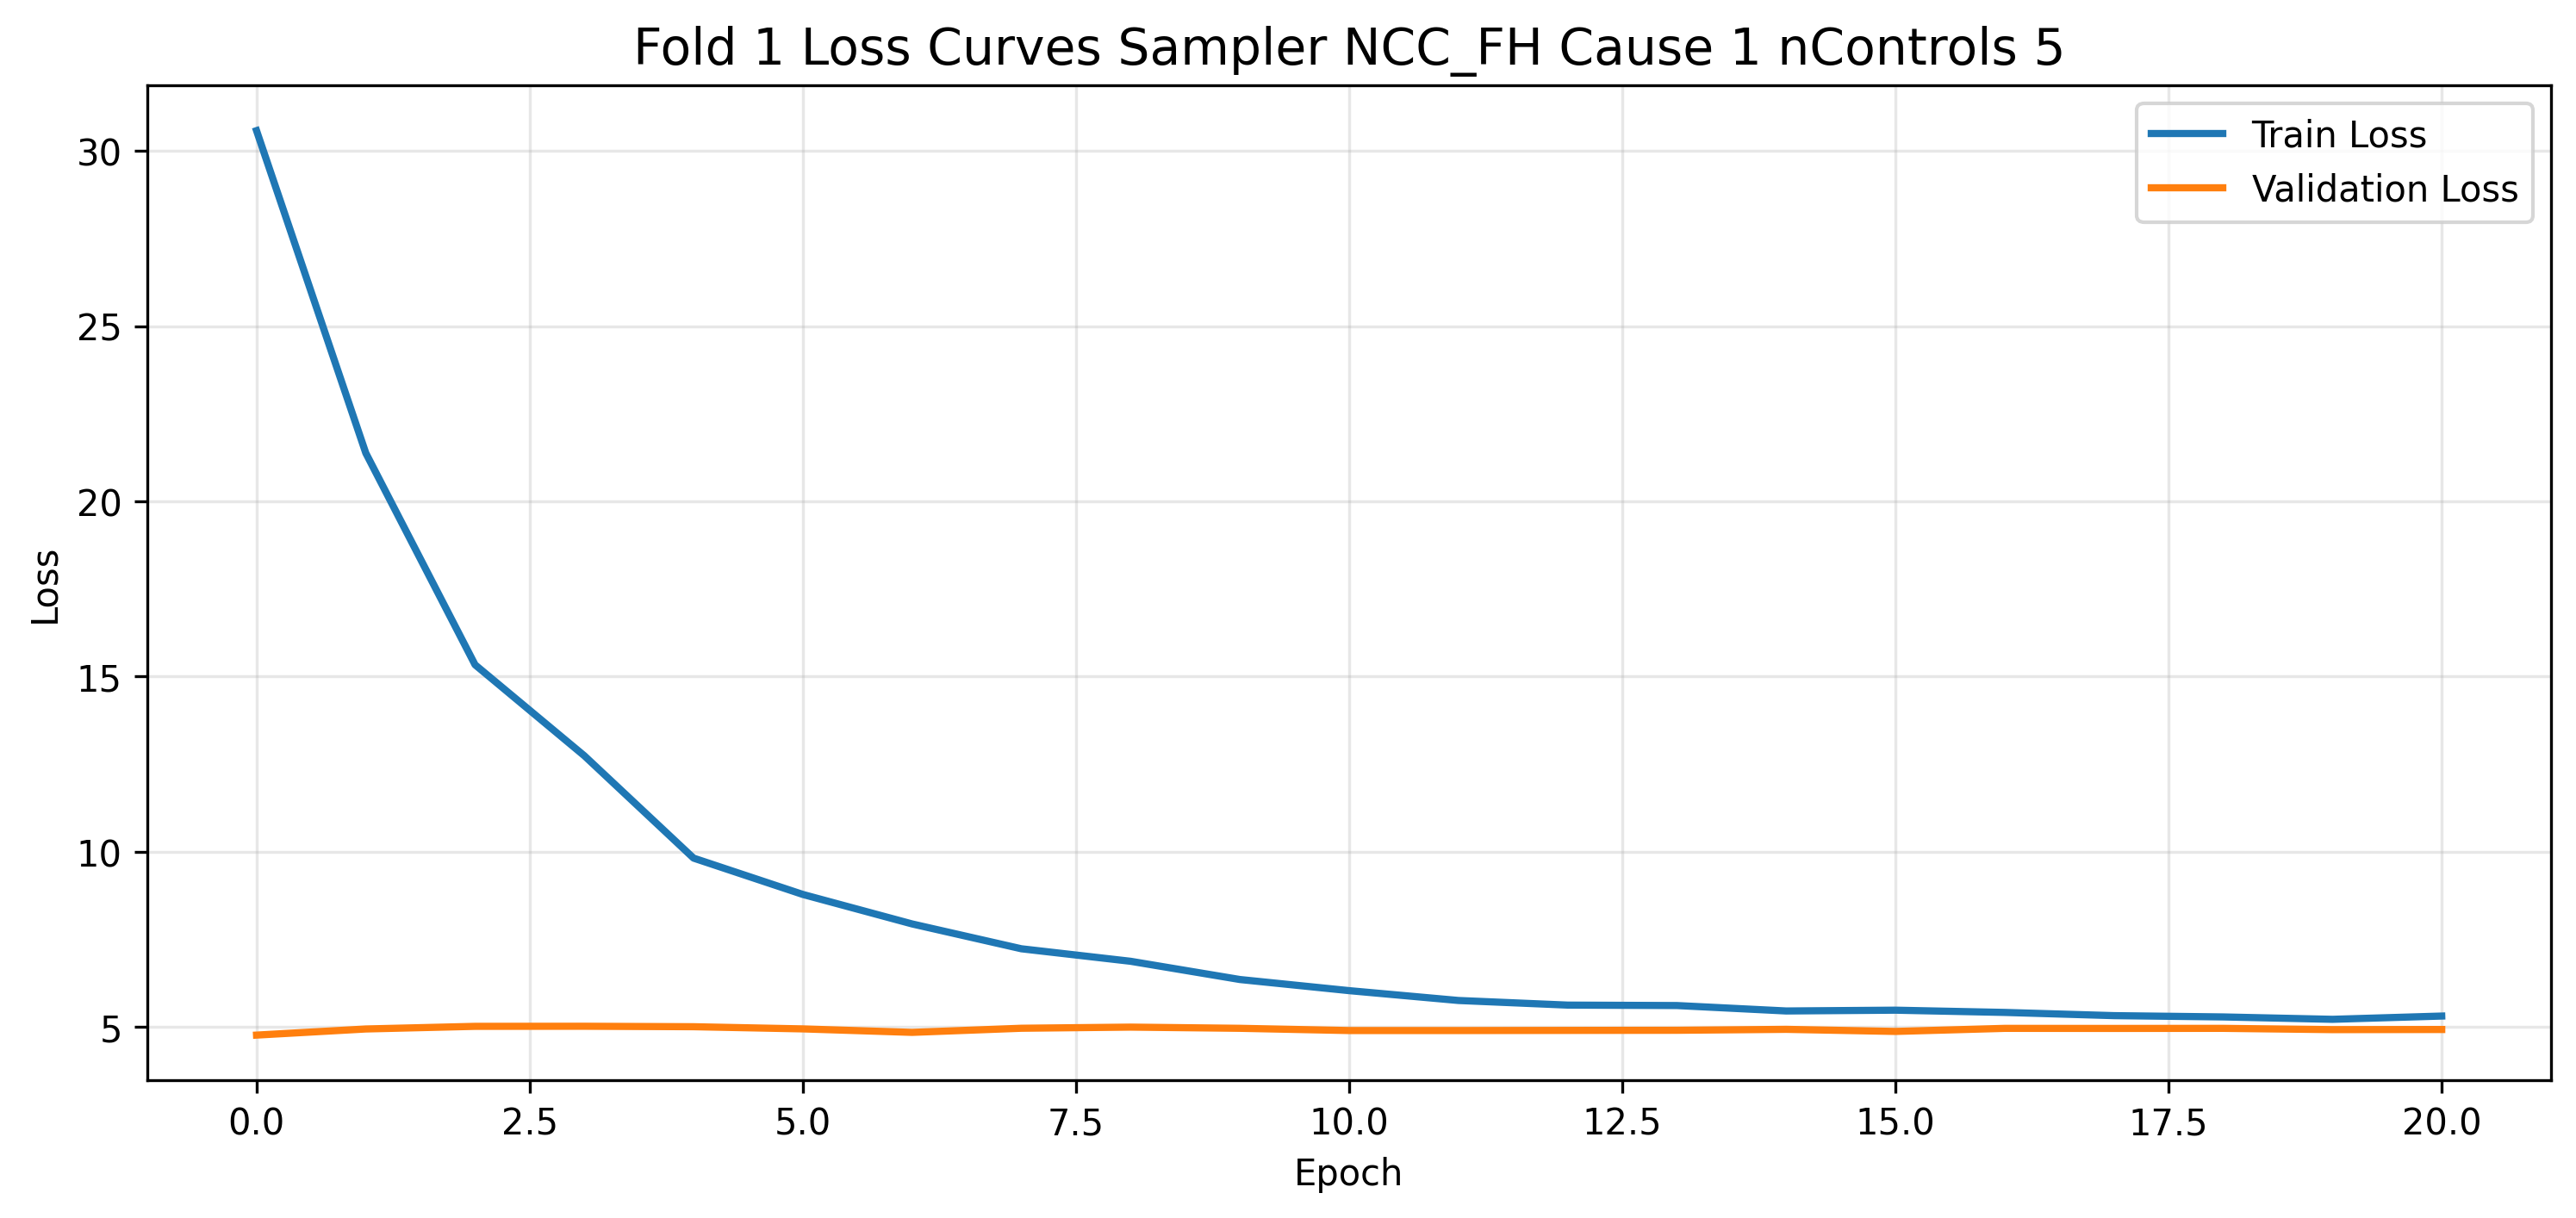 Fold 1 Loss Curves Sampler NCC_FH Cause 1 nControls 5
Train Loss
Validation Loss
Loss
30
25
20
15
10
5
0.0 2.5 5.0 7.5 10.0 12.5 15.0 17.5 20.0
Epoch